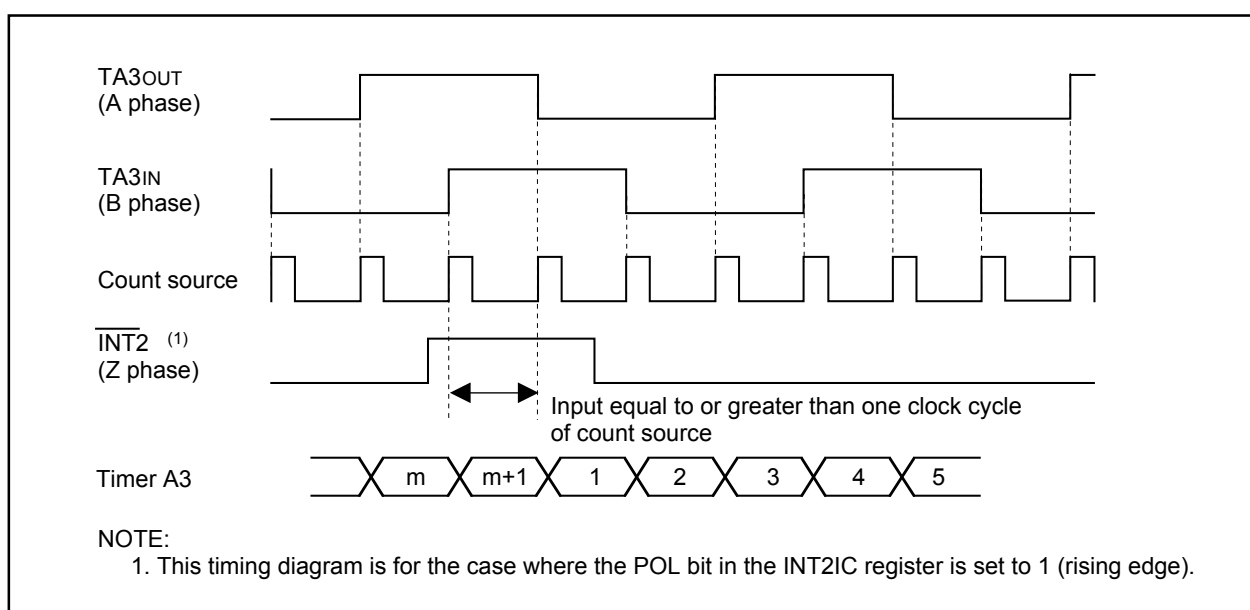 TA3OUT
(A phase)
TA3IN
(B phase)
Count source
INT2 (1)
(Z phase)
Input equal to or greater than one clock cycle
of count source
Timer A3
m
m+1
1
2
3
4
5
NOTE:
1. This timing diagram is for the case where the POL bit in the INT2IC register is set to 1 (rising edge).